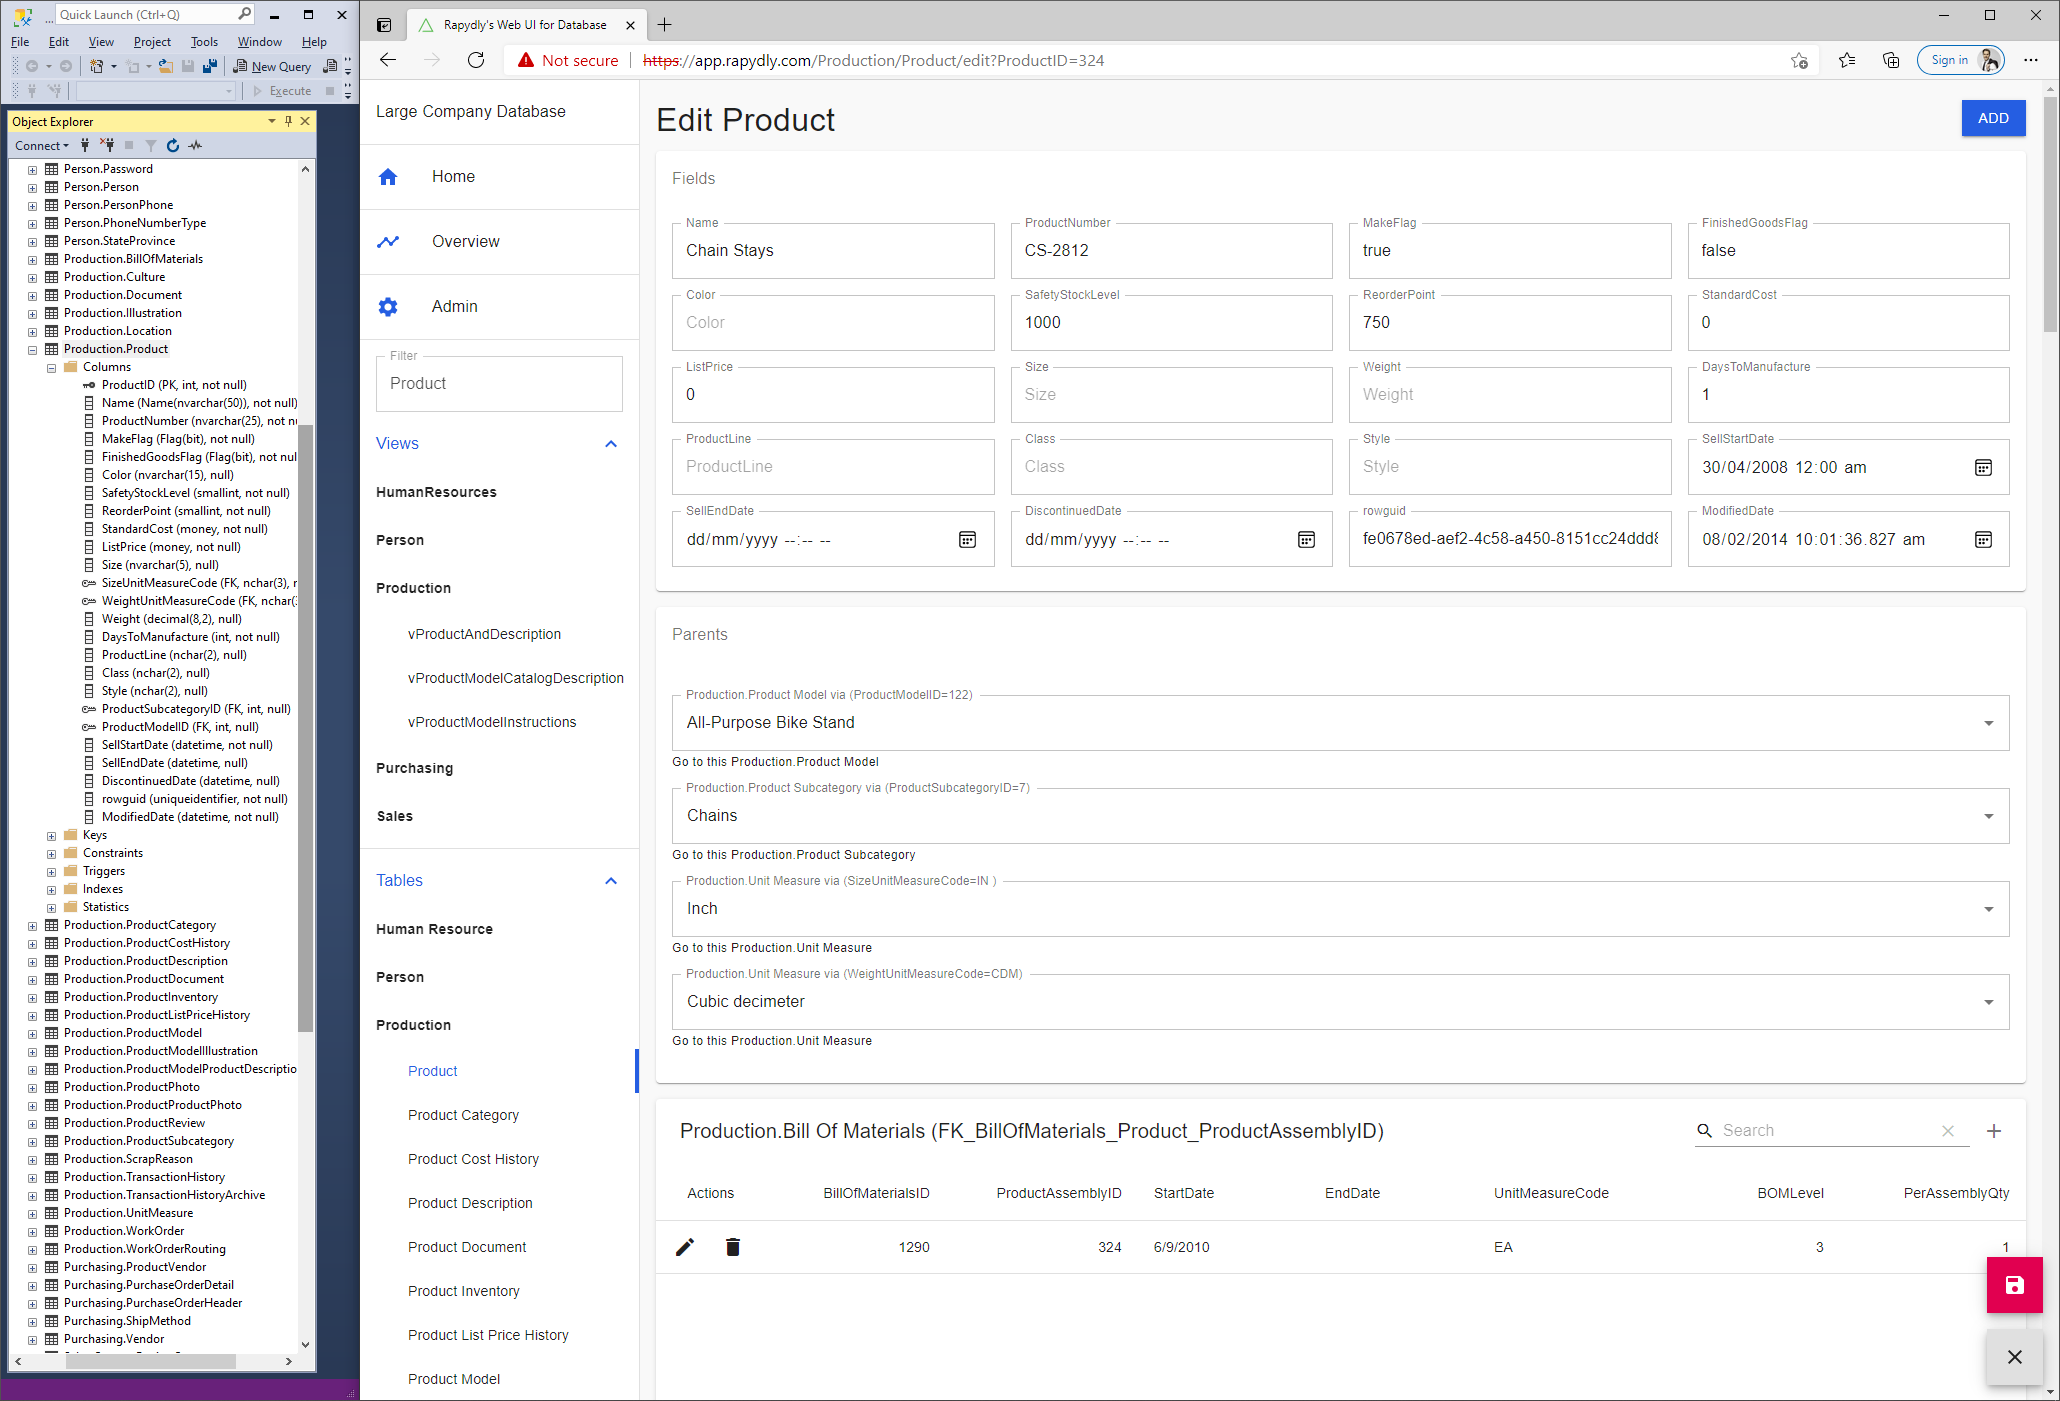 Quick Launch (Ctrl+Q)
File Edit View Project Tools Window Help
New Query
Execute
Object Explorer
Connect
Person.Password
Person.Person
Person.PersonPhone
Person.PhoneNumberType
Person.StateProvince
Production.BillOfMaterials
Production.Culture
Production.Document
Production.Illustration
Production.Location
Production.Product
Columns
ProductID (PK, int, not null)
Name (Name(nvarchar(50)), not null)
ProductNumber (nvarchar(25), not nu
MakeFlag (Flag(bit), not null)
FinishedGoodsFlag (Flag(bit), not nul
Color (nvarchar(15), null)
SafetyStockLevel (smallint, not null)
ReorderPoint (smallint, not null)
StandardCost (money, not null)
ListPrice (money, not null)
Size (nvarchar(5), null)
SizeUnitMeasureCode (FK, nchar(3), n
WeightUnitMeasureCode (FK, nchar(3
Weight (decimal(8,2), null)
DaysToManufacture (int, not null)
ProductLine (nchar(2), null)
Class (nchar(2), null)
Style (nchar(2), null)
ProductSubcategoryID (FK, int, null)
ProductModelID (FK, int, null)
SellStartDate (datetime, not null)
SellEndDate (datetime, null)
DiscontinuedDate (datetime, null)
rowguid (uniqueidentifier, not null)
ModifiedDate (datetime, not null)
Keys
Constraints
Triggers
Indexes
Statistics
Production.ProductCategory
Production.ProductCostHistory
Production.ProductDescription
Production.ProductDocument
Production.ProductInventory
Production.ProductListPriceHistory
Production.ProductModel
Production.ProductModelIllustration
Production.ProductModelProductDescriptio
Production.ProductPhoto
Production.ProductProductPhoto
Production.ProductReview
Production.ProductSubcategory
Production.ScrapReason
Production.TransactionHistory
Production.TransactionHistoryArchive
Production.UnitMeasure
Production.WorkOrder
Production.WorkOrderRouting
Purchasing.ProductVendor
Purchasing.PurchaseOrderDetail
Purchasing.PurchaseOrderHeader
Purchasing.ShipMethod
Purchasing.Vendor
Rapydly's Web UI for Database
Not secure https://app.rapydly.com/Production/Product/edit?ProductID=324
Sign in
Large Company Database
Home
Overview
Admin
Filter
Product
Views
HumanResources
Person
Production
vProductAndDescription
vProductModelCatalogDescription
vProductModelInstructions
Purchasing
Sales
Tables
Human Resource
Person
Production
Product
Product Category
Product Cost History
Product Description
Product Document
Product Inventory
Product List Price History
Product Model
Edit Product
ADD
Fields
Name ProductNumber MakeFlag FinishedGoodsFlag
Chain Stays CS-2812 true false
Color SafetyStockLevel ReorderPoint StandardCost
Color 1000 750 0
ListPrice Size Weight DaysToManufacture
0 Size Weight 1
ProductLine Class Style SellStartDate
ProductLine Class Style 30/04/2008 12:00 am
SellEndDate DiscontinuedDate rowguid ModifiedDate
dd/mm/yyyy --:-- -- dd/mm/yyyy --:-- -- fe0678ed-aef2-4c58-a450-8151cc24ddd8 08/02/2014 10:01:36.827 am
Parents
Production.Product Model via (ProductModelID=122)
All-Purpose Bike Stand
Go to this Production.Product Model
Production.Product Subcategory via (ProductSubcategoryID=7)
Chains
Go to this Production.Product Subcategory
Production.Unit Measure via (SizeUnitMeasureCode=IN )
Inch
Go to this Production.Unit Measure
Production.Unit Measure via (WeightUnitMeasureCode=CDM)
Cubic decimeter
Go to this Production.Unit Measure
Production.Bill Of Materials (FK_BillOfMaterials_Product_ProductAssemblyID)
Search
Actions BillOfMaterialsID ProductAssemblyID StartDate EndDate UnitMeasureCode BOMLevel PerAssemblyQty
1290 324 6/9/2010 EA 3 1